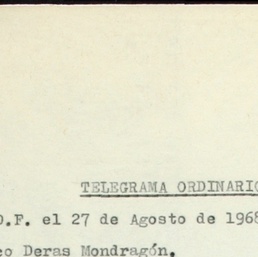 TELEGRAMA ORDINARIO
D.F. el 27 de Agosto de 1968
co Deras Mondragón.